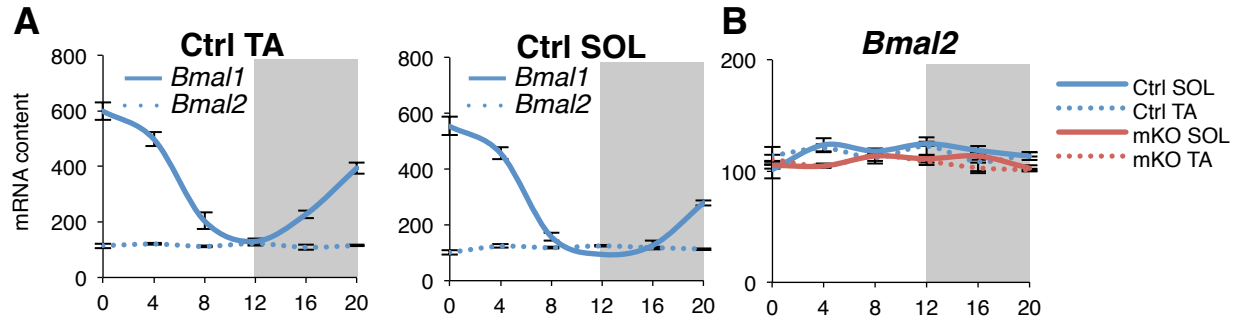 A
Ctrl TA
mRNA content
800
600
400
200
0
Bmal1
Bmal2
0 4 8 12 16 20
Ctrl SOL
800
600
400
200
0
Bmal1
Bmal2
0 4 8 12 16 20
B
Bmal2
200
100
0
0 4 8 12 16 20
Ctrl SOL
Ctrl TA
mKO SOL
mKO TA